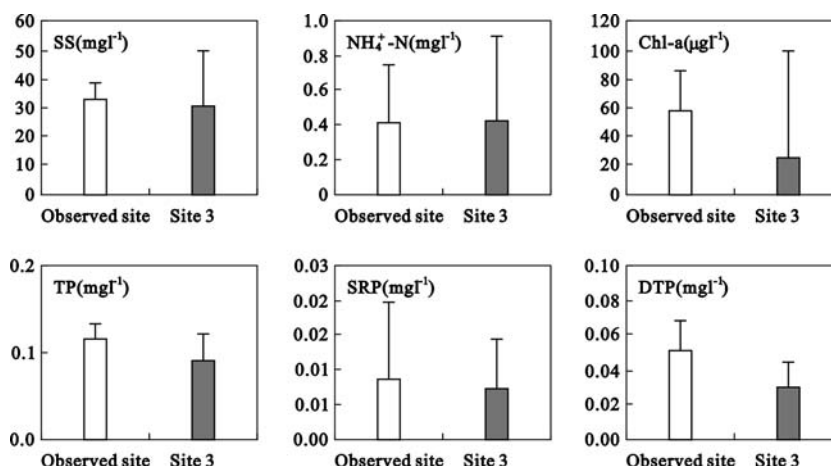 SS(mgl⁻¹)
60
50
40
30
20
10
0
Observed site Site 3
NH₄⁺-N(mgl⁻¹)
1.0
0.8
0.6
0.4
0.2
0
Observed site Site 3
Chl-a(μgl⁻¹)
120
100
80
60
40
20
0
Observed site Site 3
TP(mgl⁻¹)
0.2
0.1
0.0
Observed site Site 3
SRP(mgl⁻¹)
0.03
0.02
0.02
0.01
0.01
0.00
Observed site Site 3
DTP(mgl⁻¹)
0.10
0.08
0.06
0.04
0.02
0.00
Observed site Site 3